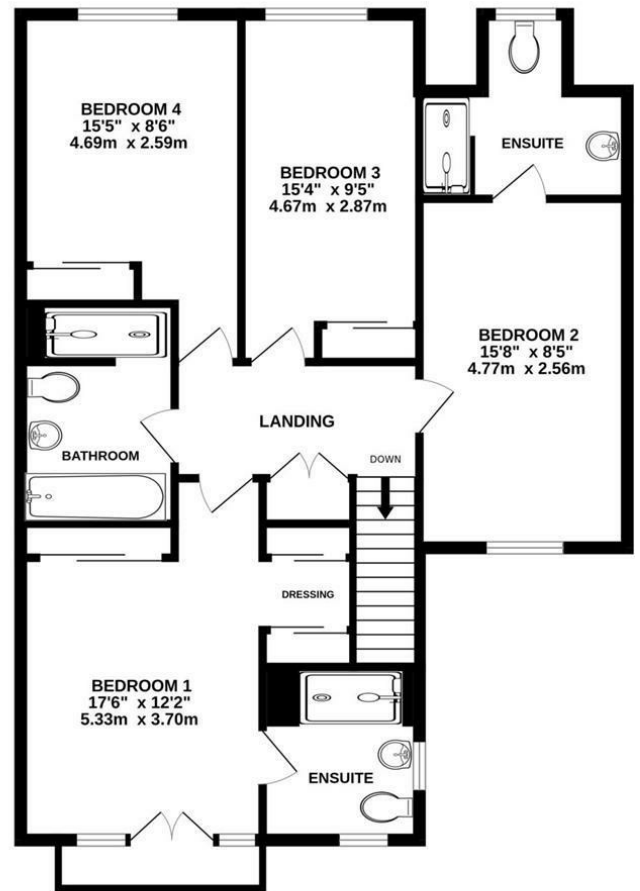 BEDROOM 4
15'5" x 8'6"
4.69m x 2.59m
BEDROOM 3
15'4" x 9'5"
4.67m x 2.87m
ENSUITE
BEDROOM 2
15'8" x 8'5"
4.77m x 2.56m
LANDING
DOWN
BATHROOM
DRESSING
BEDROOM 1
17'6" x 12'2"
5.33m x 3.70m
ENSUITE